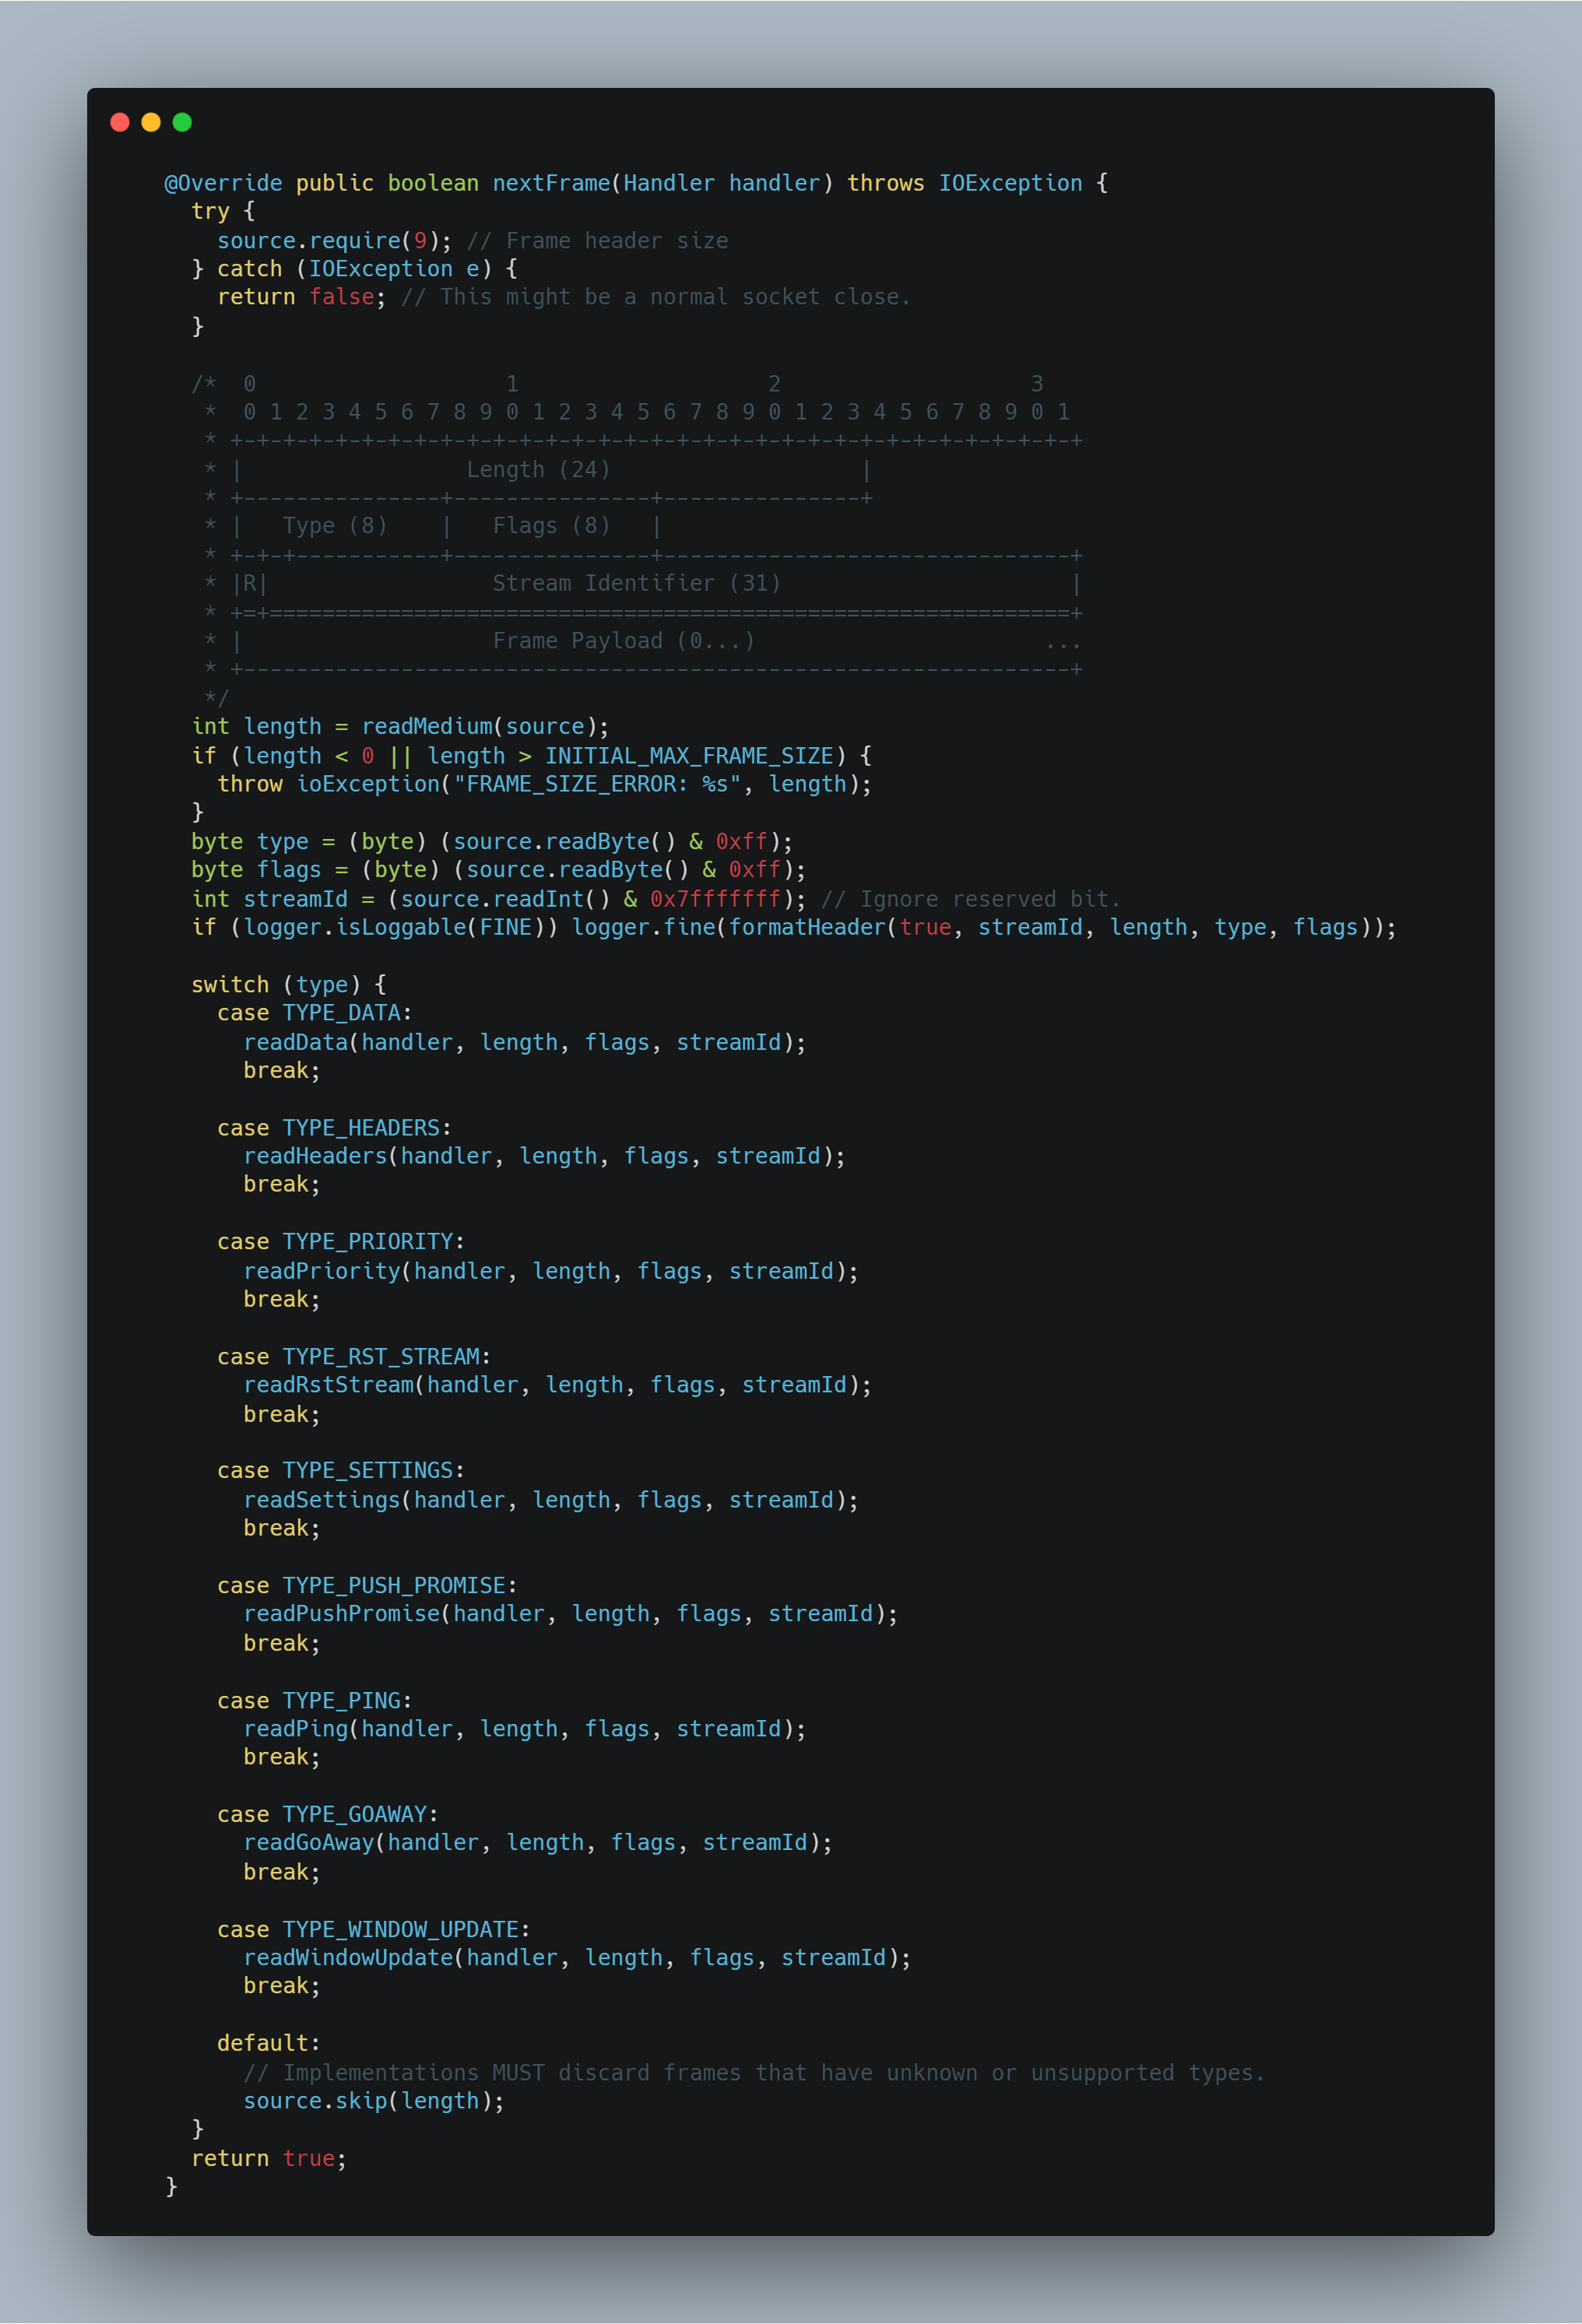 @Override public boolean nextFrame(Handler handler) throws IOException {
  try {
    source.require(9); // Frame header size
  } catch (IOException e) {
    return false; // This might be a normal socket close.
  }

  /*  0                   1                   2                   3
   *  0 1 2 3 4 5 6 7 8 9 0 1 2 3 4 5 6 7 8 9 0 1 2 3 4 5 6 7 8 9 0 1
   * +-+-+-+-+-+-+-+-+-+-+-+-+-+-+-+-+-+-+-+-+-+-+-+-+-+-+-+-+-+-+-+-+
   * |                 Length (24)                   |
   * +---------------+---------------+---------------+
   * |   Type (8)    |   Flags (8)   |
   * +-+-+-----------+---------------+-------------------------------+
   * |R|                 Stream Identifier (31)                      |
   * +=+=============================================================+
   * |                   Frame Payload (0...)                      ...
   * +---------------------------------------------------------------+
   */
  int length = readMedium(source);
  if (length < 0 || length > INITIAL_MAX_FRAME_SIZE) {
    throw ioException("FRAME_SIZE_ERROR: %s", length);
  }
  byte type = (byte) (source.readByte() & 0xff);
  byte flags = (byte) (source.readByte() & 0xff);
  int streamId = (source.readInt() & 0x7fffffff); // Ignore reserved bit.
  if (logger.isLoggable(FINE)) logger.fine(formatHeader(true, streamId, length, type, flags));

  switch (type) {
    case TYPE_DATA:
      readData(handler, length, flags, streamId);
      break;

    case TYPE_HEADERS:
      readHeaders(handler, length, flags, streamId);
      break;

    case TYPE_PRIORITY:
      readPriority(handler, length, flags, streamId);
      break;

    case TYPE_RST_STREAM:
      readRstStream(handler, length, flags, streamId);
      break;

    case TYPE_SETTINGS:
      readSettings(handler, length, flags, streamId);
      break;

    case TYPE_PUSH_PROMISE:
      readPushPromise(handler, length, flags, streamId);
      break;

    case TYPE_PING:
      readPing(handler, length, flags, streamId);
      break;

    case TYPE_GOAWAY:
      readGoAway(handler, length, flags, streamId);
      break;

    case TYPE_WINDOW_UPDATE:
      readWindowUpdate(handler, length, flags, streamId);
      break;

    default:
      // Implementations MUST discard frames that have unknown or unsupported types.
      source.skip(length);
  }
  return true;
}